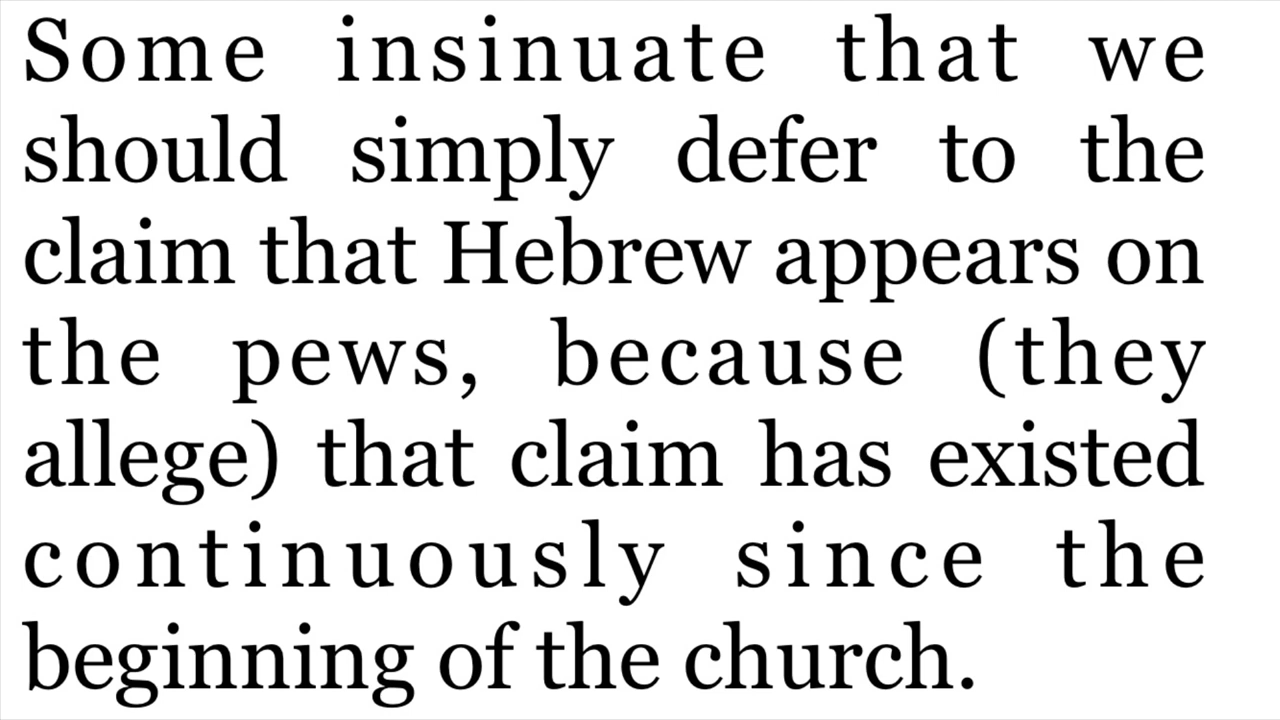 Some insinuate that we
should simply defer to the
claim that Hebrew appears on
the pews, because (they
allege) that claim has existed
continuously since the
beginning of the church.